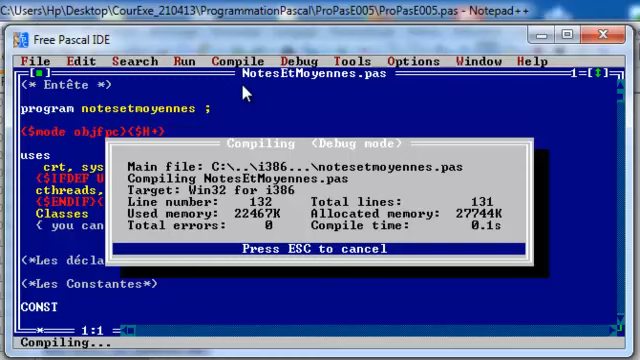 C:\Users\Hp\Desktop\CourExe_210413\ProgrammationPascal\ProPasE005\ProPasE005.pas - Notepad++
Free Pascal IDE
File Edit Search Run Compile Debug Tools Options Window Help
NotesEtMoyennes.pas 1=[↕]
(* Entête *)
program notesetmoyennes ;
{$mode objfpc}{$H+}
Compiling (Debug mode)
uses
crt, sys
{$IFDEF U
cthreads,
{$ENDIF}{
Classes
{ you can
Main file: C:\..\i386...\notesetmoyennes.pas
Compiling NotesEtMoyennes.pas
Target: Win32 for i386
Line number: 132 Total lines: 131
Used memory: 22467K Allocated memory: 27744K
Total errors: 0 Compile time: 0.1s
Press ESC to cancel
(*Les décla
(*Les Constantes*)
CONST
1:1
Compiling...